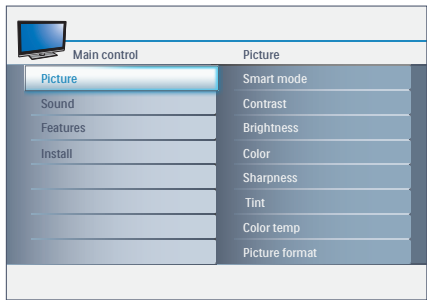 Main control
Picture
Picture
Sound
Features
Install
Smart mode
Contrast
Brightness
Color
Sharpness
Tint
Color temp
Picture format